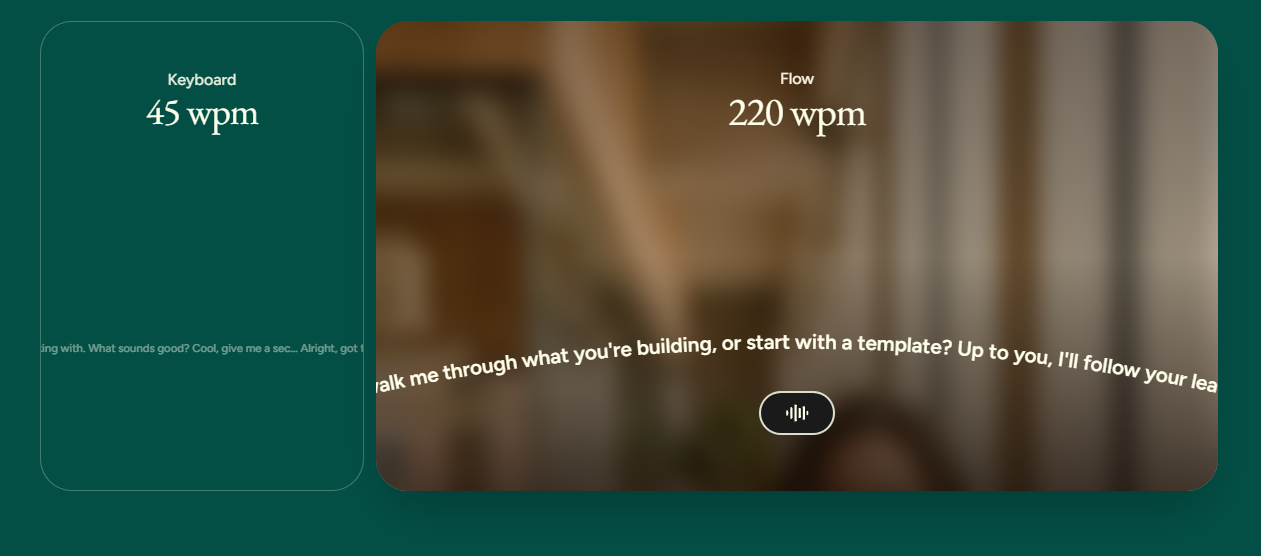 Keyboard
45 wpm
with. What sounds good? Cool, give me a sec... Alright, got
Flow
220 wpm
me through what you're building, or start with a template? Up to you, I'll follow your